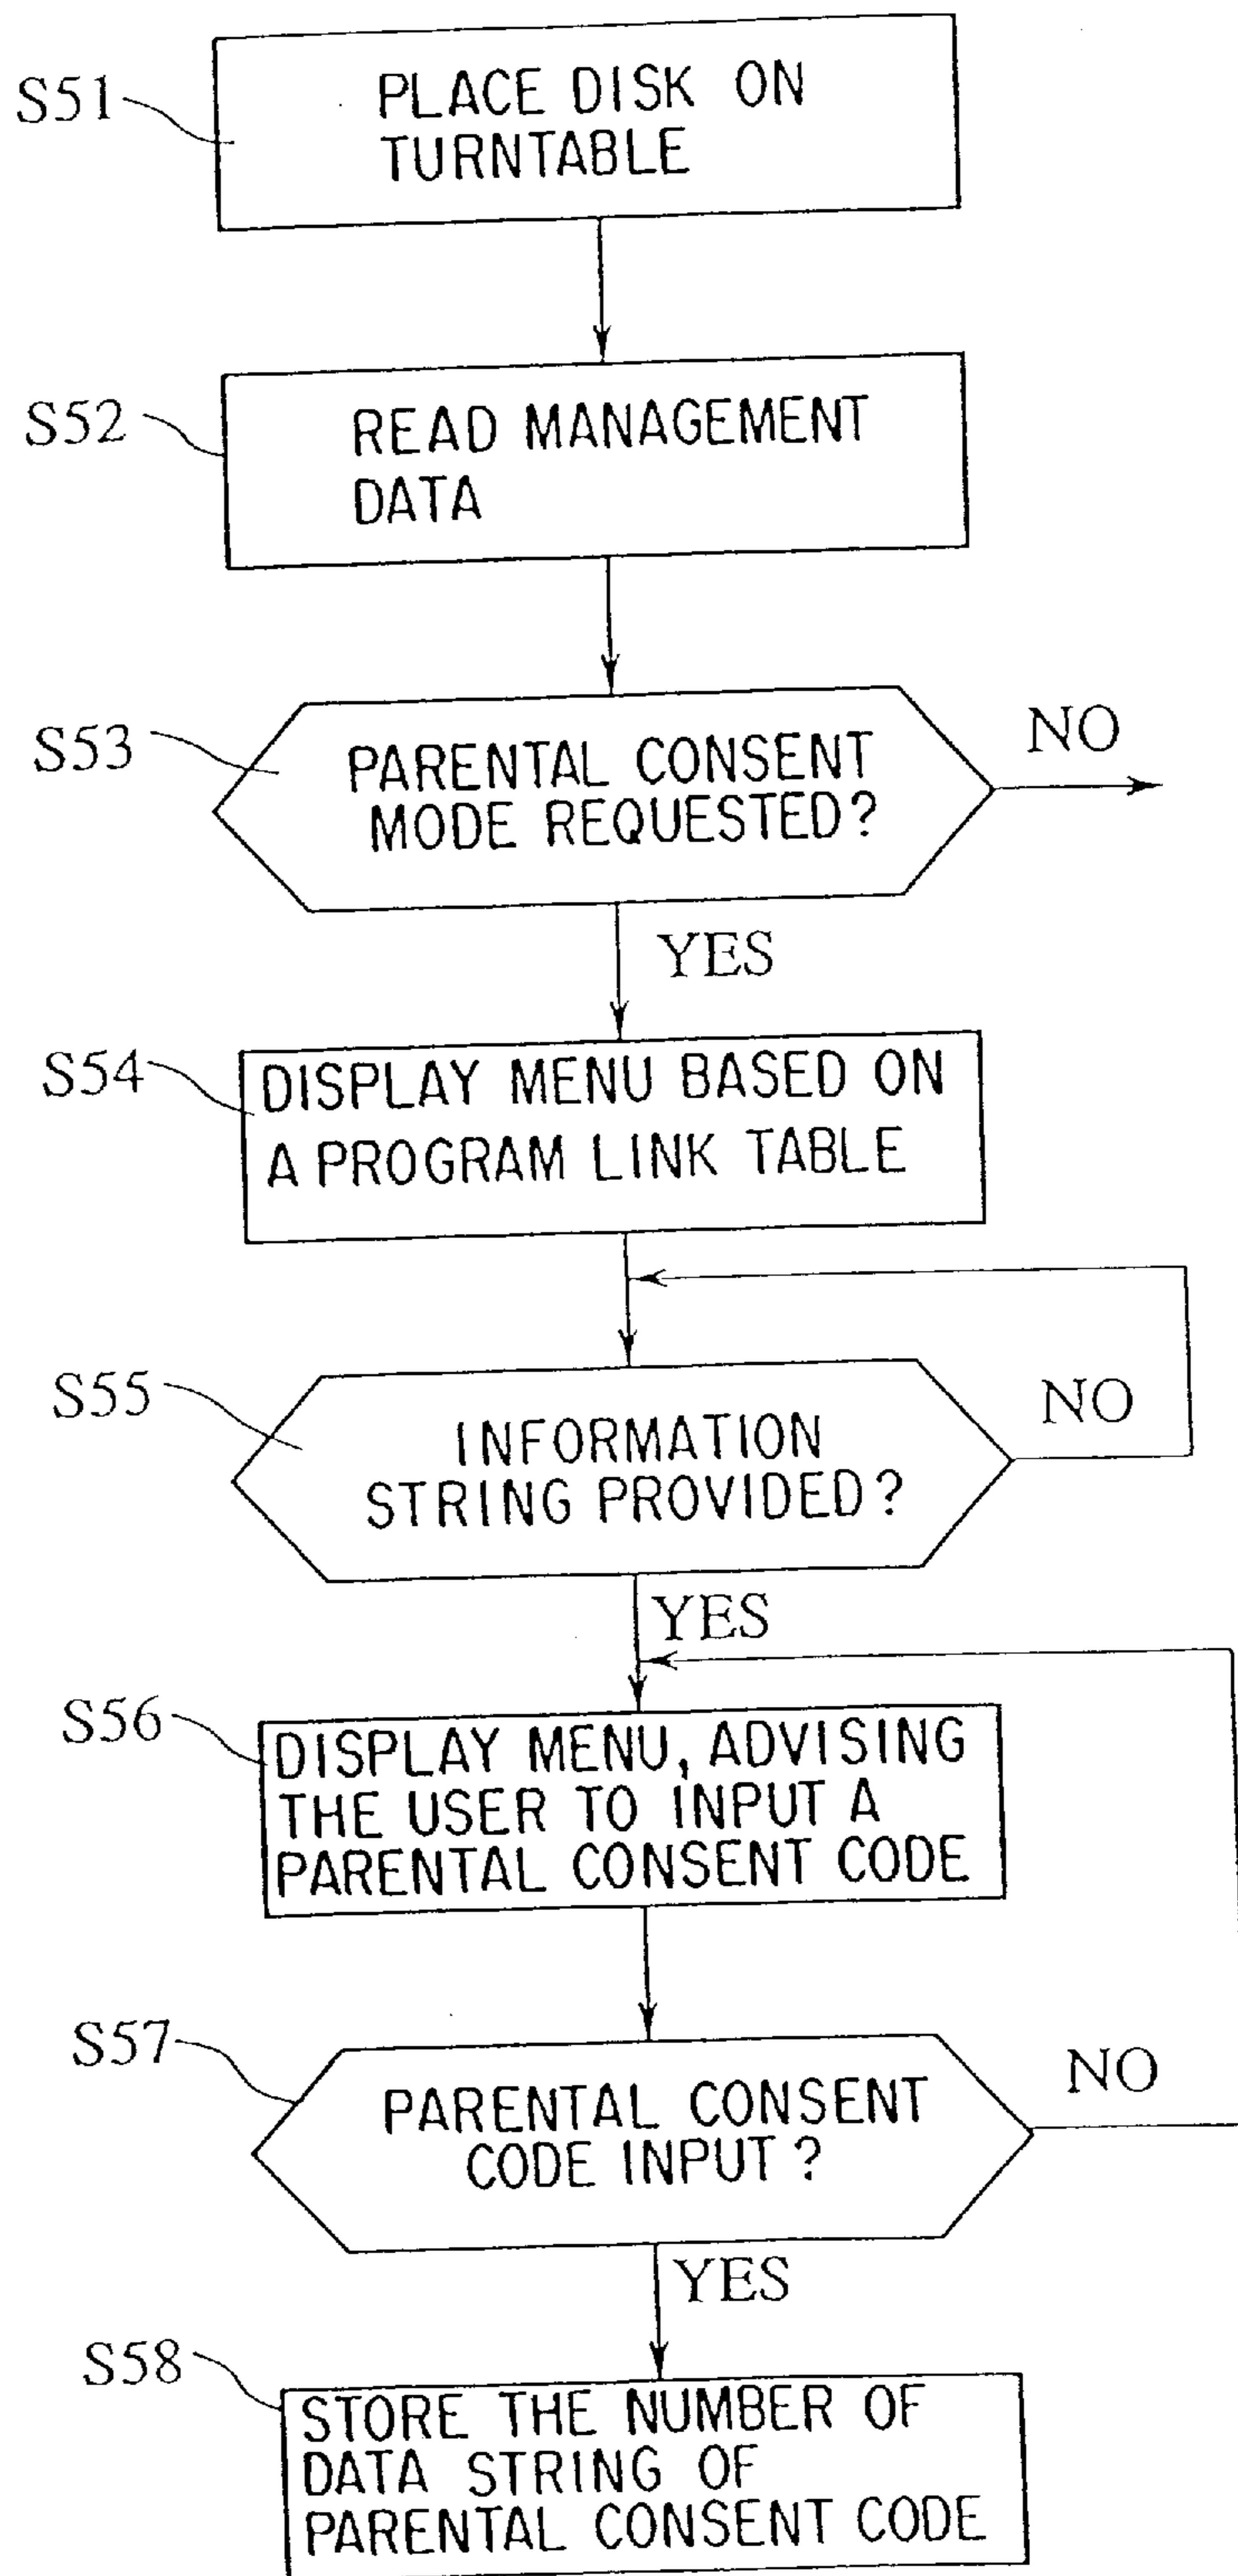 S51
PLACE DISK ON
TURNTABLE
S52
READ MANAGEMENT
DATA
S53
PARENTAL CONSENT
MODE REQUESTED?
NO
YES
S54
DISPLAY MENU BASED ON
A PROGRAM LINK TABLE
S55
INFORMATION
STRING PROVIDED?
NO
YES
S56
DISPLAY MENU, ADVISING
THE USER TO INPUT A
PARENTAL CONSENT CODE
S57
PARENTAL CONSENT
CODE INPUT?
NO
YES
S58
STORE THE NUMBER OF
DATA STRING OF
PARENTAL CONSENT CODE